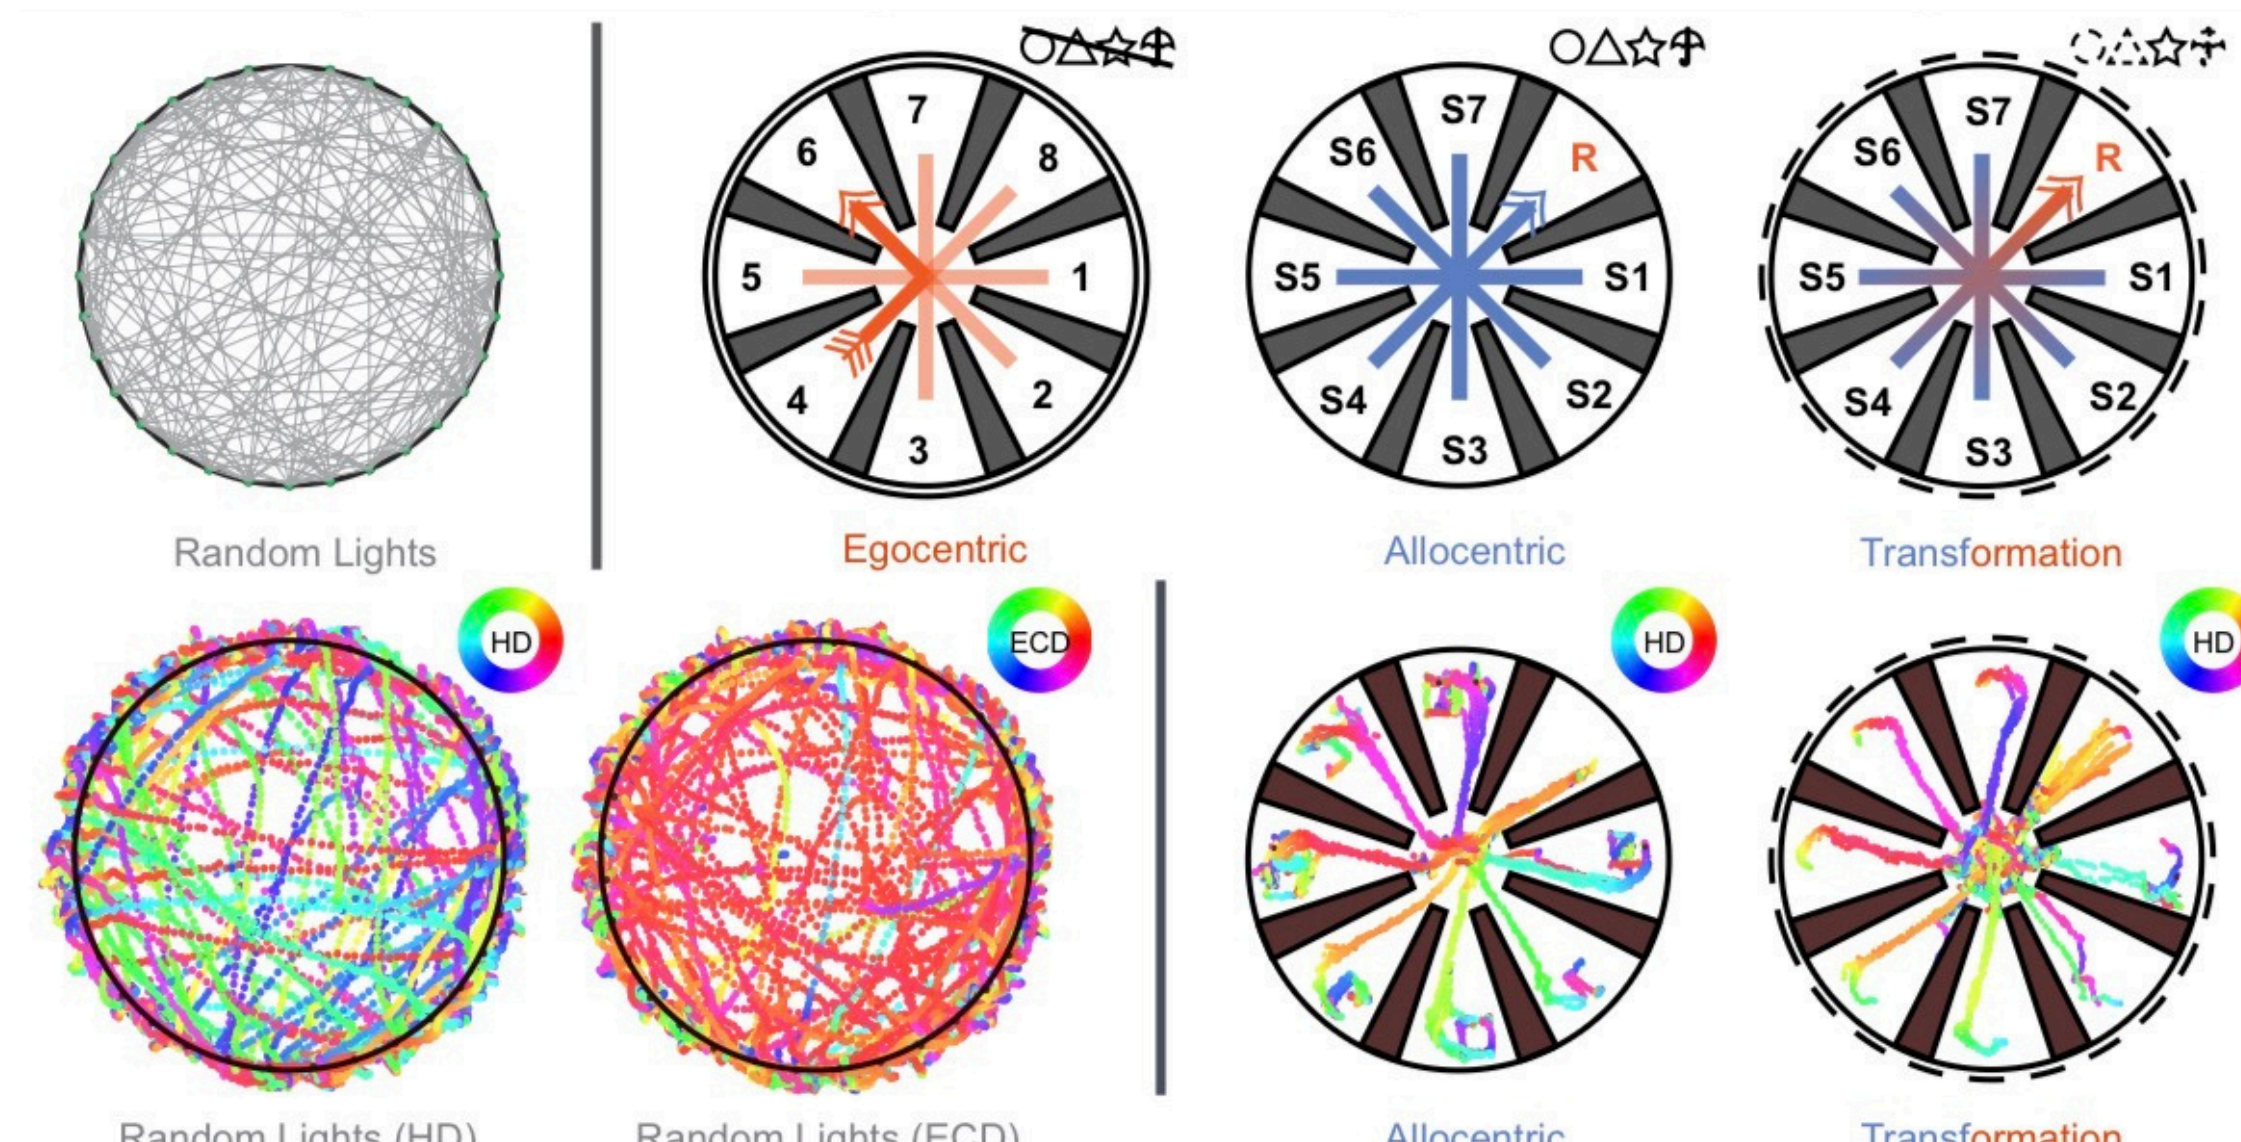 7
6
8
5
1
4
2
3
S7
S6
R
S5
S1
S4
S2
S3
S7
S6
R
S5
S1
S4
S2
S3
Random Lights
Egocentric
Allocentric
Transformation
HD
ECD
HD
HD
Random Lights (HD)
Random Lights (ECD)
Allocentric
Transformation